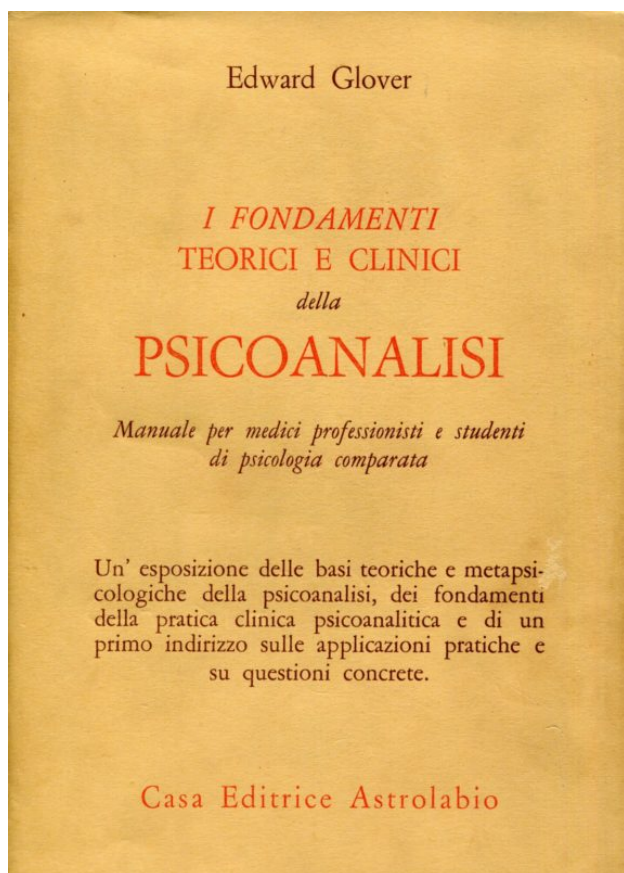 Edward Glover
I FONDAMENTI
TEORICI E CLINICI
della
PSICOANALISI
Manuale per medici professionisti e studenti
di psicologia comparata
Un' esposizione delle basi teoriche e metapsi-
cologiche della psicoanalisi, dei fondamenti
della pratica clinica psicoanalitica e di un
primo indirizzo sulle applicazioni pratiche e
su questioni concrete.
Casa Editrice Astrolabio